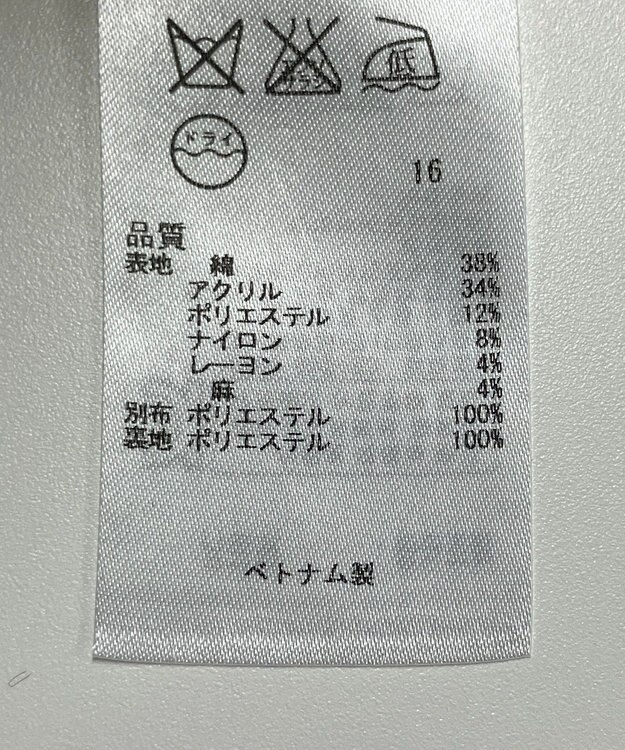 低
ドライ
16
品質
表地 綿 38%
アクリル 34%
ポリエステル 12%
ナイロン 8%
レーヨン 4%
麻 4%
別布 ポリエステル 100%
裏地 ポリエステル 100%
ベトナム製